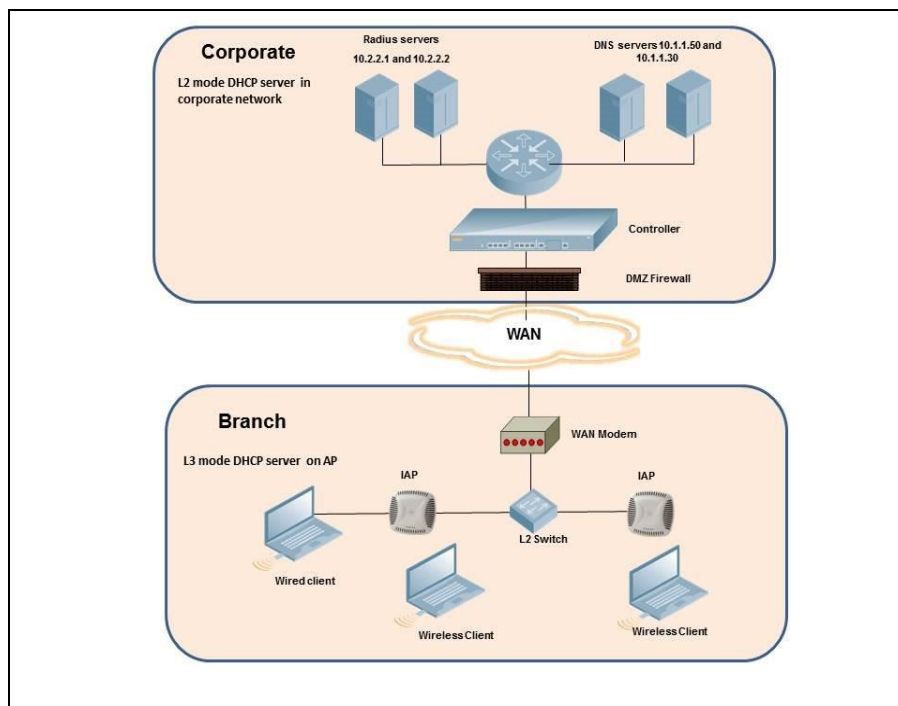 Corporate
L2 mode DHCP server in
corporate network
Radius servers
10.2.2.1 and 10.2.2.2
DNS servers 10.1.1.50 and
10.1.1.30
Controller
DMZ Firewall
WAN
Branch
L3 mode DHCP server on AP
WAN Modem
IAP
IAP
L2 Switch
Wired client
Wireless Client
Wireless Client